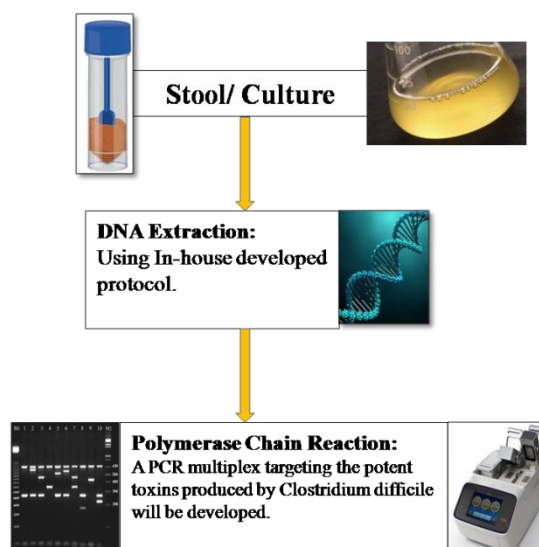 Stool/ Culture
DNA Extraction:
Using In-house developed
protocol.
Polymerase Chain Reaction:
A PCR multiplex targeting the potent
toxins produced by Clostridium difficile
will be developed.